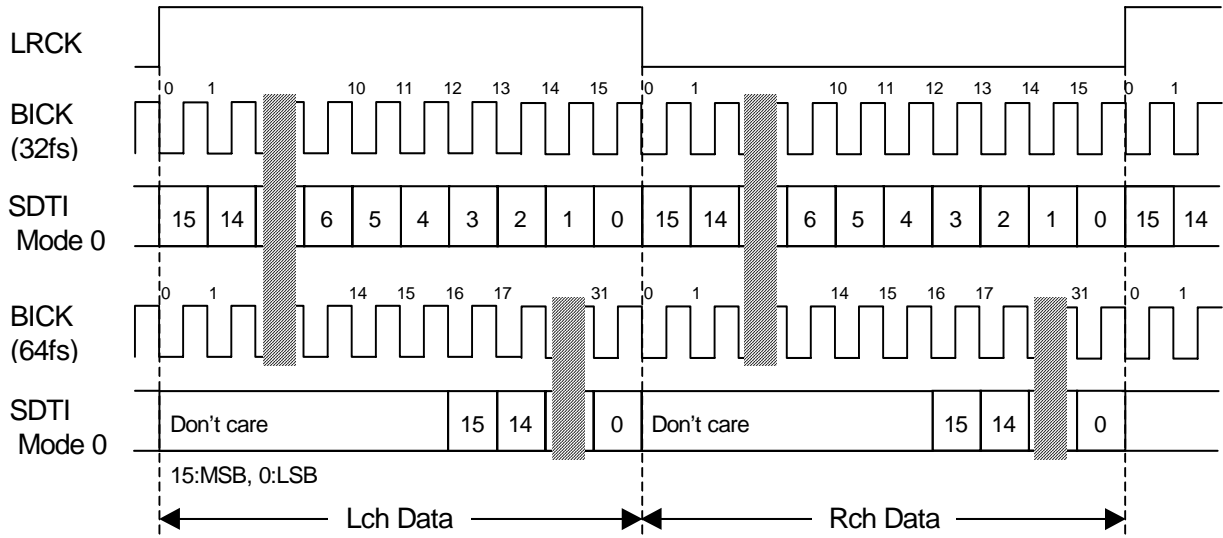 LRCK
0 1 10 11 12 13 14 15 0 1 10 11 12 13 14 15 0 1
BICK
(32fs)
SDTI
Mode 0
15 14 6 5 4 3 2 1 0 15 14 6 5 4 3 2 1 0 15 14
0 1 14 15 16 17 31 0 1 14 15 16 17 31 0 1
BICK
(64fs)
SDTI
Mode 0
Don't care 15 14 0 Don't care 15 14 0
15:MSB, 0:LSB
Lch Data Rch Data